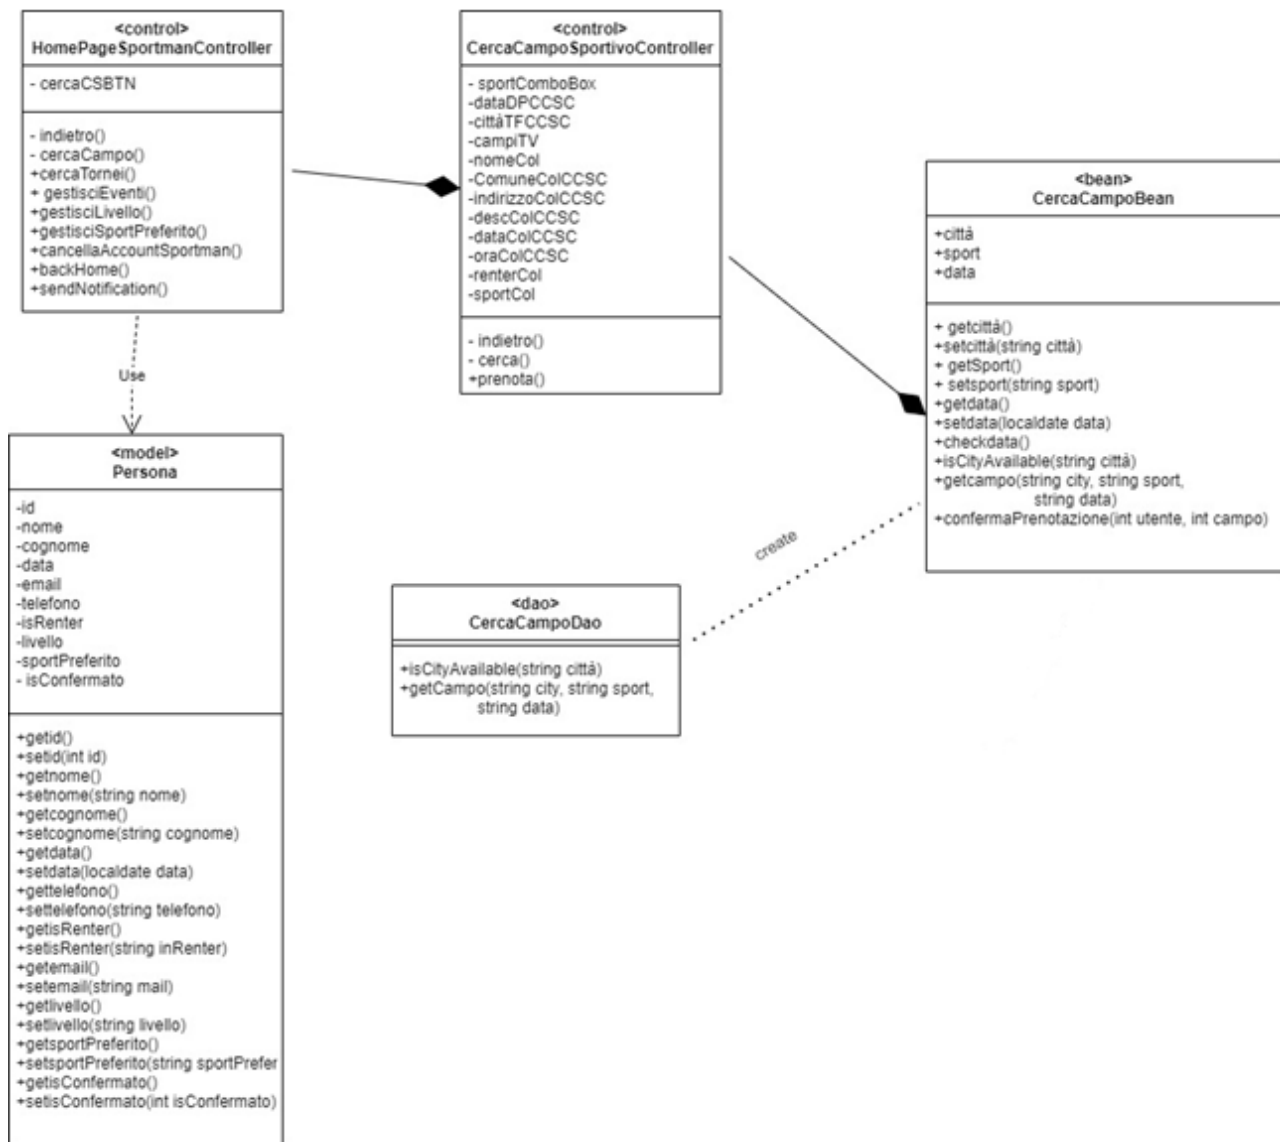 <control>
HomePageSportmanController
- cercaCSBTN
- indietro()
- cercaCampo()
+cercaTornei()
+ gestisciEventi()
+gestisciLivello()
+gestisciSportPreferito()
+cancellaAccountSportman()
+backHome()
+sendNotification()
<control>
CercaCampoSportivoController
- sportComboBox
-dataDPCCSC
-cittàTFCCSC
-campiTV
-nomeCol
-ComuneColCCSC
-indirizzoColCCSC
-descColCCSC
-dataColCCSC
-oraColCCSC
-renterCol
-sportCol
- indietro()
- cerca()
+prenota()
<bean>
CercaCampoBean
+città
+sport
+data
+ getcittà()
+setcittà(string città)
+ getSport()
+ setsport(string sport)
+getdata()
+setdata(localdate data)
+checkdata()
+isCityAvailable(string città)
+getcampo(string city, string sport,
string data)
+confermaPrenotazione(int utente, int campo)
Use
create
<model>
Persona
-id
-nome
-cognome
-data
-email
-telefono
-isRenter
-livello
-sportPreferito
- isConfermato
+getid()
+setid(int id)
+getnome()
+setnome(string nome)
+getcognome()
+setcognome(string cognome)
+getdata()
+setdata(localdate data)
+gettelefono()
+settelefono(string telefono)
+getisRenter()
+setisRenter(string inRenter)
+getemail()
+setemail(string mail)
+getlivello()
+setlivello(string livello)
+getsportPreferito()
+setsportPreferito(string sportPrefer
+getisConfermato()
+setisConfermato(int isConfermato)
<dao>
CercaCampoDao
+isCityAvailable(string città)
+getCampo(string city, string sport,
string data)